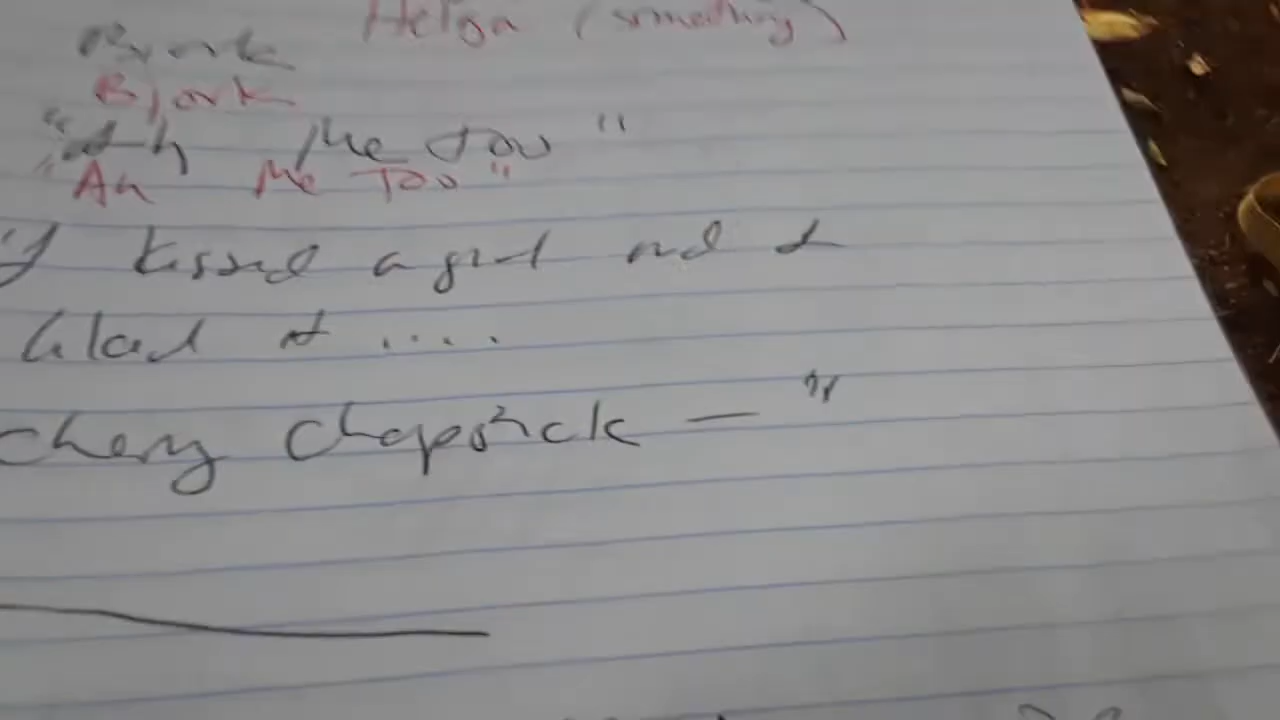 Helga (something)
Bjork
Bjork
"Ah Me Too"
"Ah Me Too"
I kissed a girl and I
liked it ....
cherry Chapstick — "